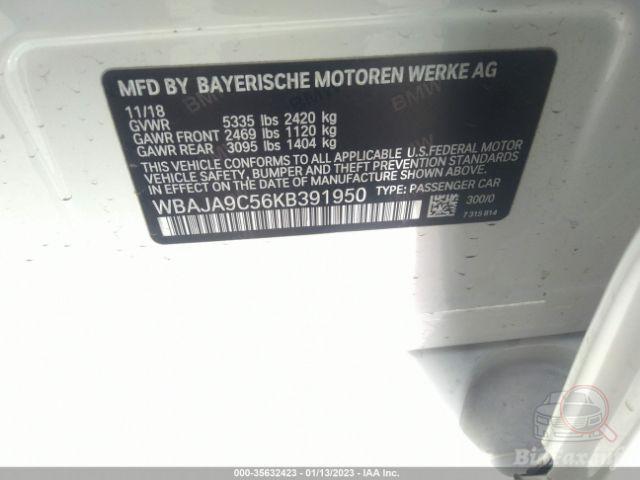 MFD BY BAYERISCHE MOTOREN WERKE AG
11/18
GVWR 5335 lbs 2420 kg
GAWR FRONT 2469 lbs 1120 kg
GAWR REAR 3095 lbs 1404 kg
THIS VEHICLE CONFORMS TO ALL APPLICABLE U.S.FEDERAL MOTOR
VEHICLE SAFETY, BUMPER, AND THEFT PREVENTION STANDARDS
IN EFFECT ON THE DATE OF MANUFACTURE SHOWN ABOVE.
WBAJA9C56KB391950 TYPE: PASSENGER CAR
300/0
7 315 814
000-35632423 - 01/13/2023 - IAA Inc.